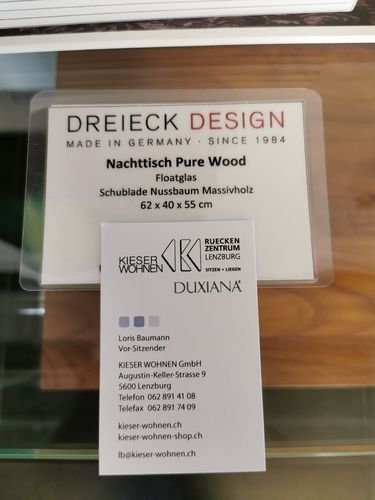 DREIECK DESIGN
MADE IN GERMANY · SINCE 1984
Nachttisch Pure Wood
Floatglas
Schublade Nussbaum Massivholz
62 x 40 x 55 cm
KIESER
WOHNEN
RUECKEN
ZENTRUM
LENZBURG
SITZEN + LIEGEN
DUXIANA®
Loris Baumann
Vor-Sitzender
KIESER WOHNEN GmbH
Augustin-Keller-Strasse 9
5600 Lenzburg
Telefon 062 891 41 08
Telefax 062 891 74 09
kieser-wohnen.ch
kieser-wohnen-shop.ch
lb@kieser-wohnen.ch